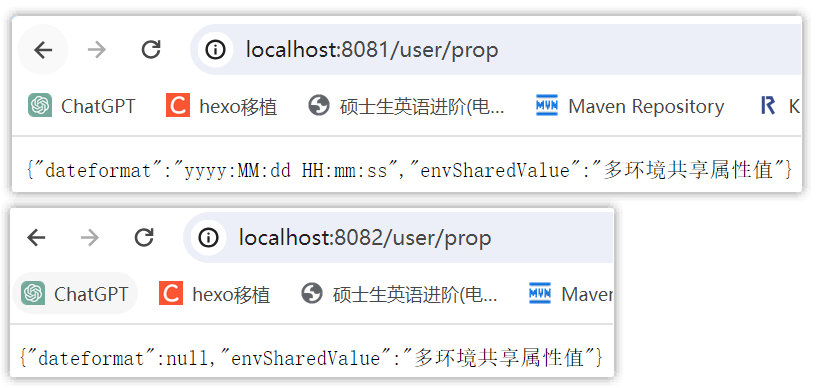 localhost:8081/user/prop
ChatGPT hexo移植 硕士生英语进阶(电... MVN Maven Repository R K
{"dateformat":"yyyy:MM:dd HH:mm:ss","envSharedValue":"多环境共享属性值"}
localhost:8082/user/prop
ChatGPT hexo移植 硕士生英语进阶(电... MVN Maver
{"dateformat":null,"envSharedValue":"多环境共享属性值"}